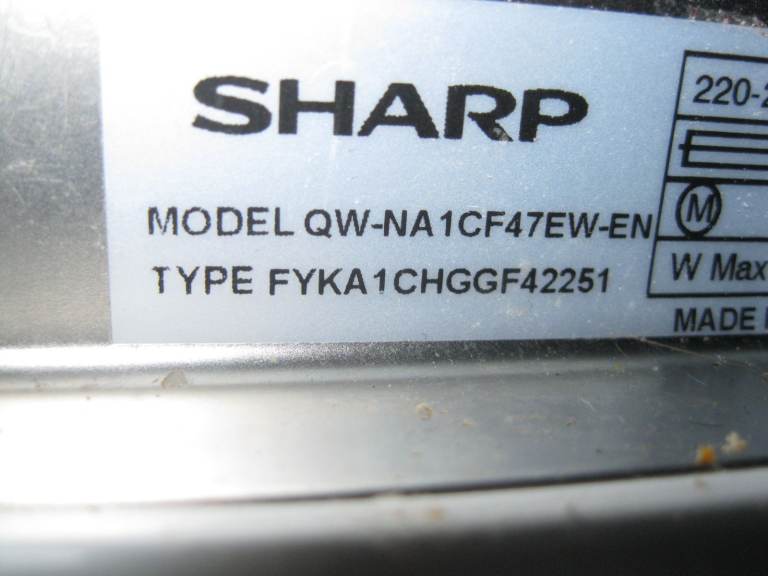 SHARP
MODEL QW-NA1CF47EW-EN
TYPE FYKA1CHGGF42251
220-2
M
W Max
MADE